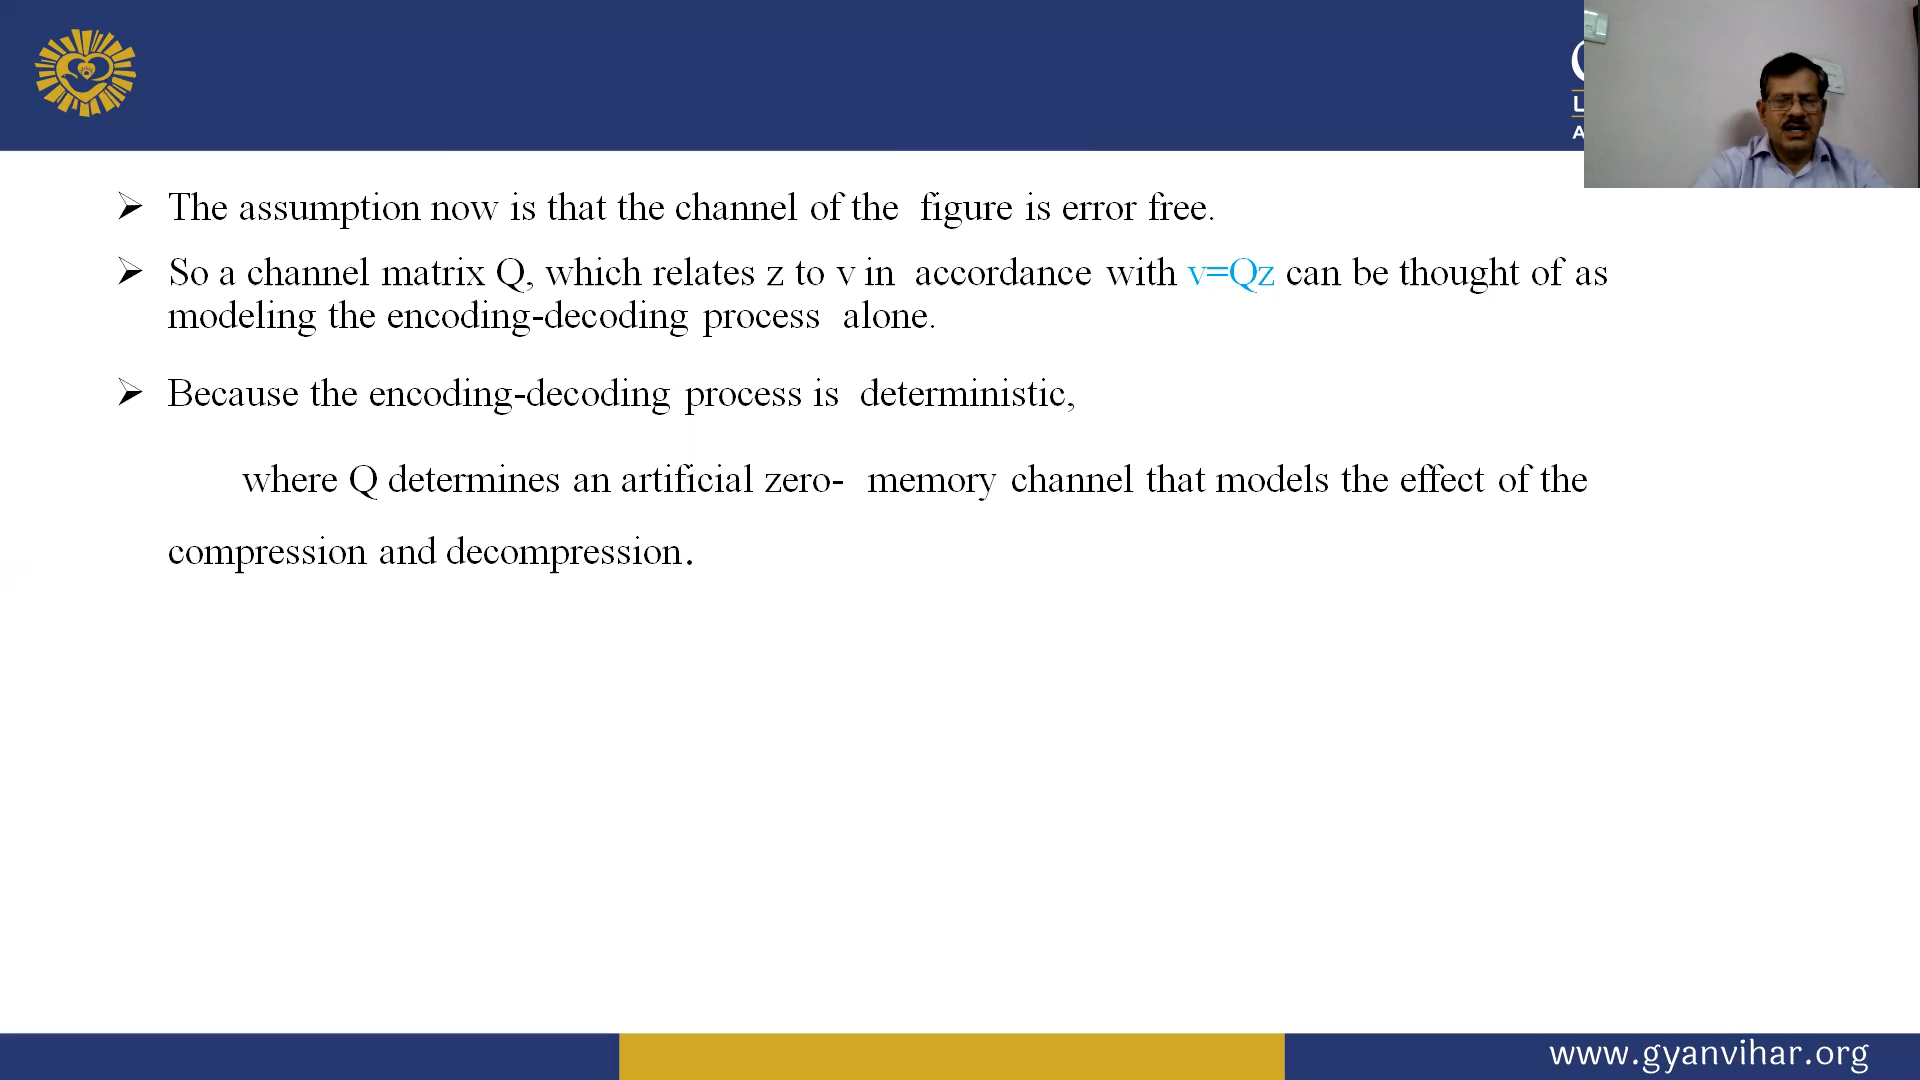 The assumption now is that the channel of the figure is error free.
So a channel matrix Q, which relates z to v in accordance with v=Qz can be thought of as
modeling the encoding-decoding process alone.
Because the encoding-decoding process is deterministic,
where Q determines an artificial zero- memory channel that models the effect of the
compression and decompression.
www.gyanvihar.org